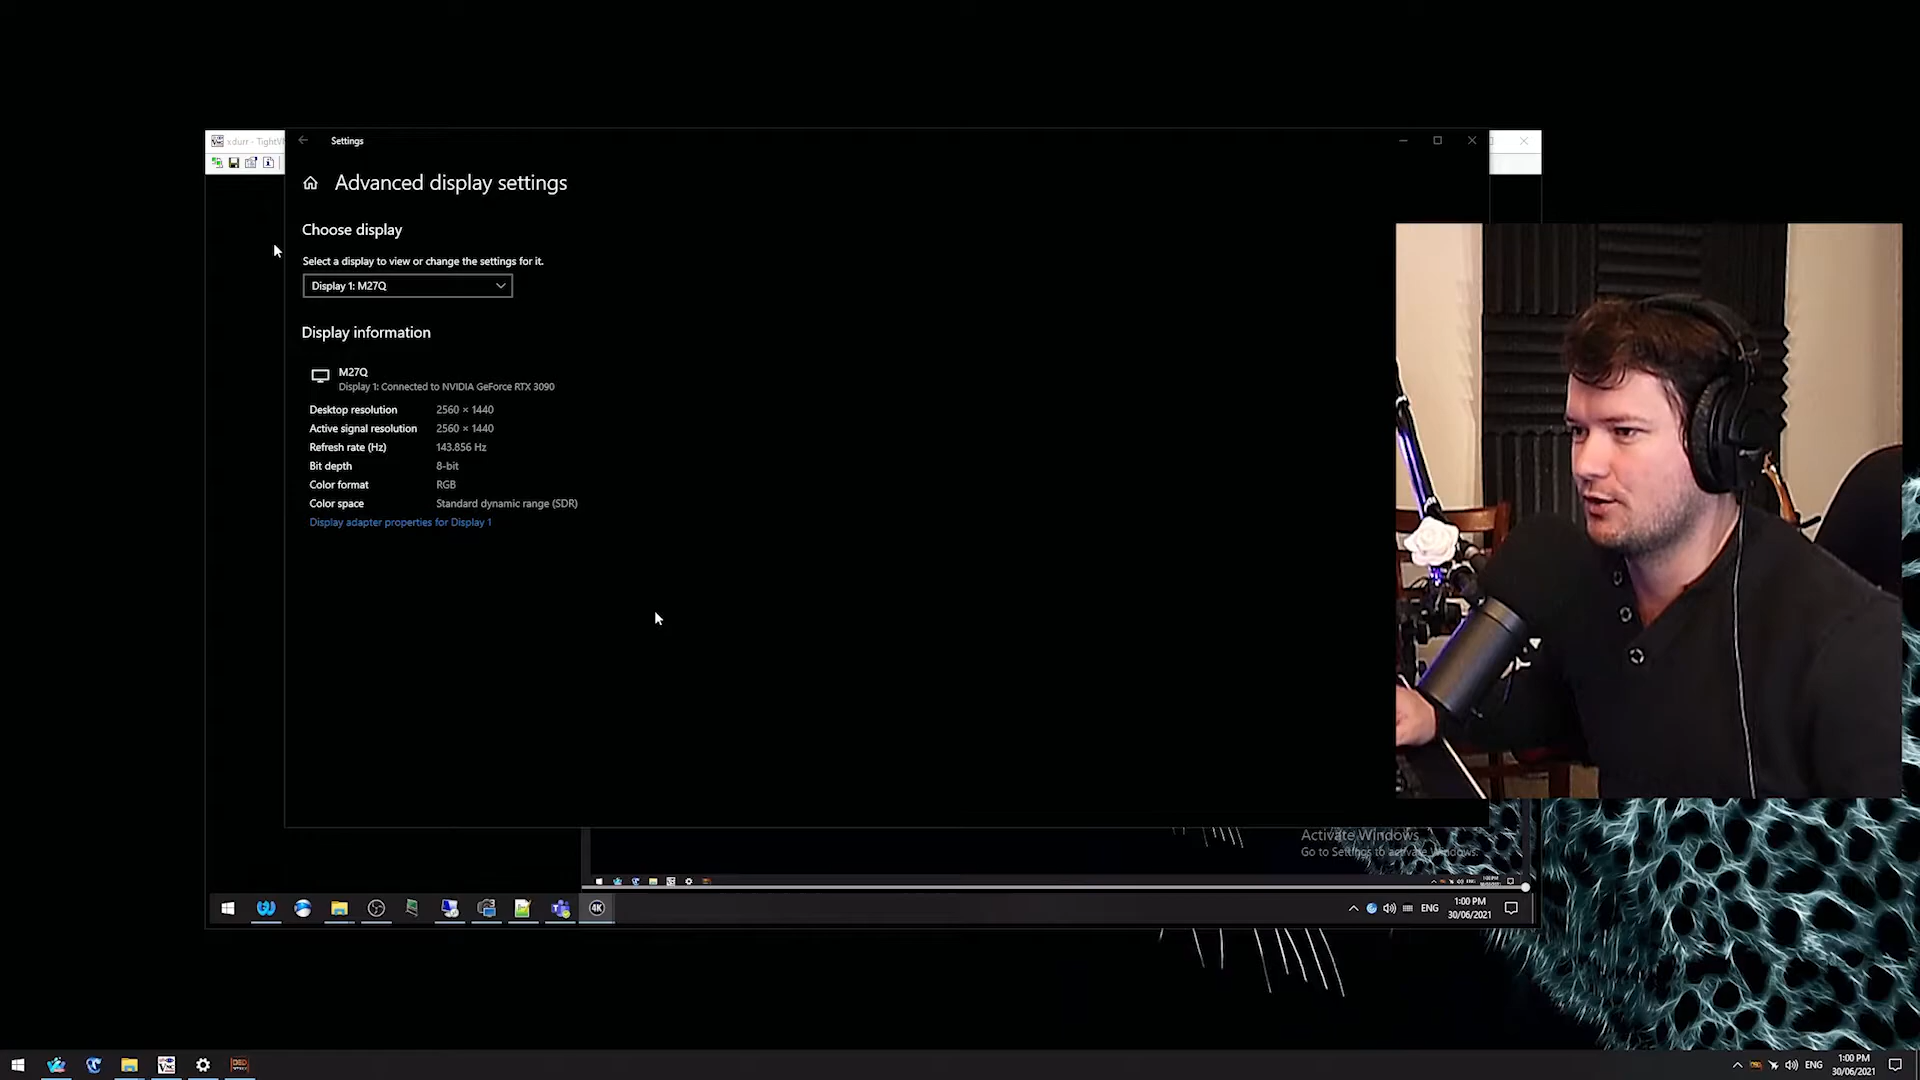 xdurr - TightV
Settings
Advanced display settings
Choose display
Select a display to view or change the settings for it.
Display 1: M27Q
Display information
M27Q
Display 1: Connected to NVIDIA GeForce RTX 3090
Desktop resolution 2560 × 1440
Active signal resolution 2560 × 1440
Refresh rate (Hz) 143.856 Hz
Bit depth 8-bit
Color format RGB
Color space Standard dynamic range (SDR)
Display adapter properties for Display 1
Activate Windows
Go to Settings to activate Windows.
4K
ENG
1:00 PM
30/06/2021
VNC
ENG
1:00 PM
30/06/2021